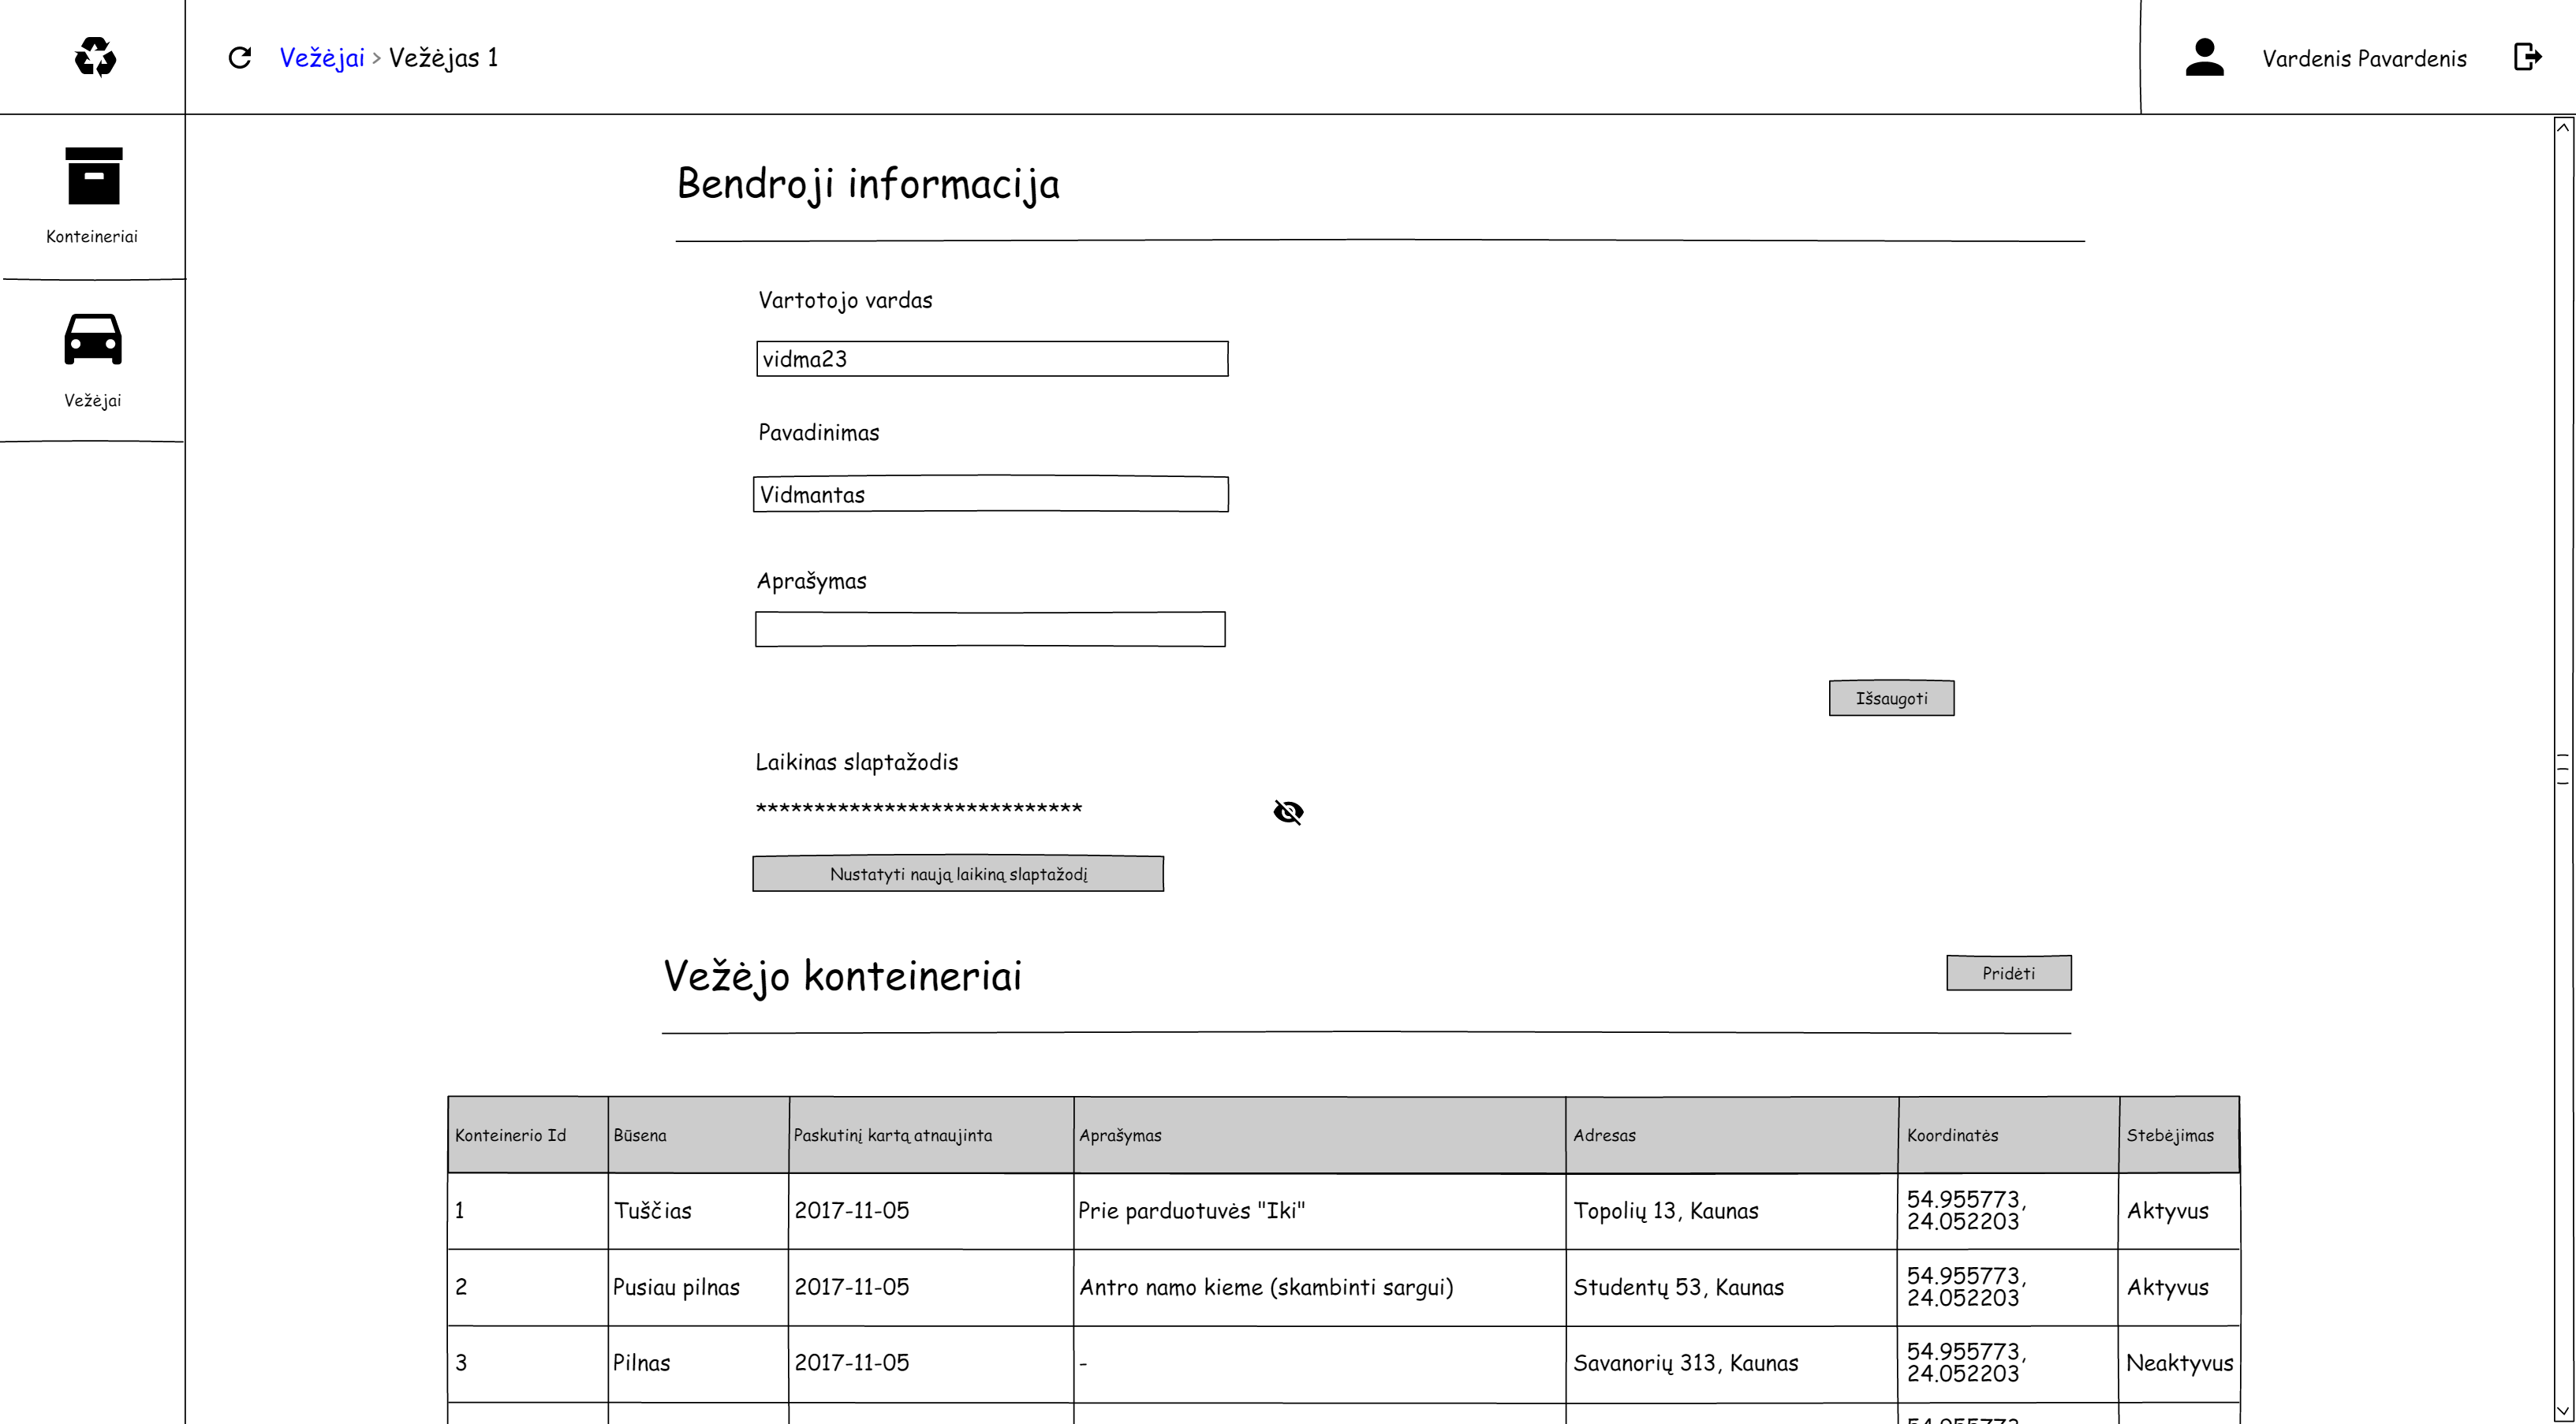 Vežėjai > Vežėjas 1
Vardenis Pavardenis
Konteineriai
Vežėjai
Bendroji informacija
Vartotojo vardas
vidma23
Pavadinimas
Vidmantas
Aprašymas
Išsaugoti
Laikinas slaptažodis
****************************
Nustatyti naują laikiną slaptažodį
Vežėjo konteineriai
Pridėti
Konteinerio Id Būsena Paskutinį kartą atnaujinta Aprašymas Adresas Koordinatės Stebėjimas
1 Tuščias 2017-11-05 Prie parduotuvės "Iki" Topolių 13, Kaunas 54.955773, 24.052203 Aktyvus
2 Pusiau pilnas 2017-11-05 Antro namo kieme (skambinti sargui) Studentų 53, Kaunas 54.955773, 24.052203 Aktyvus
3 Pilnas 2017-11-05 - Savanorių 313, Kaunas 54.955773, 24.052203 Neaktyvus